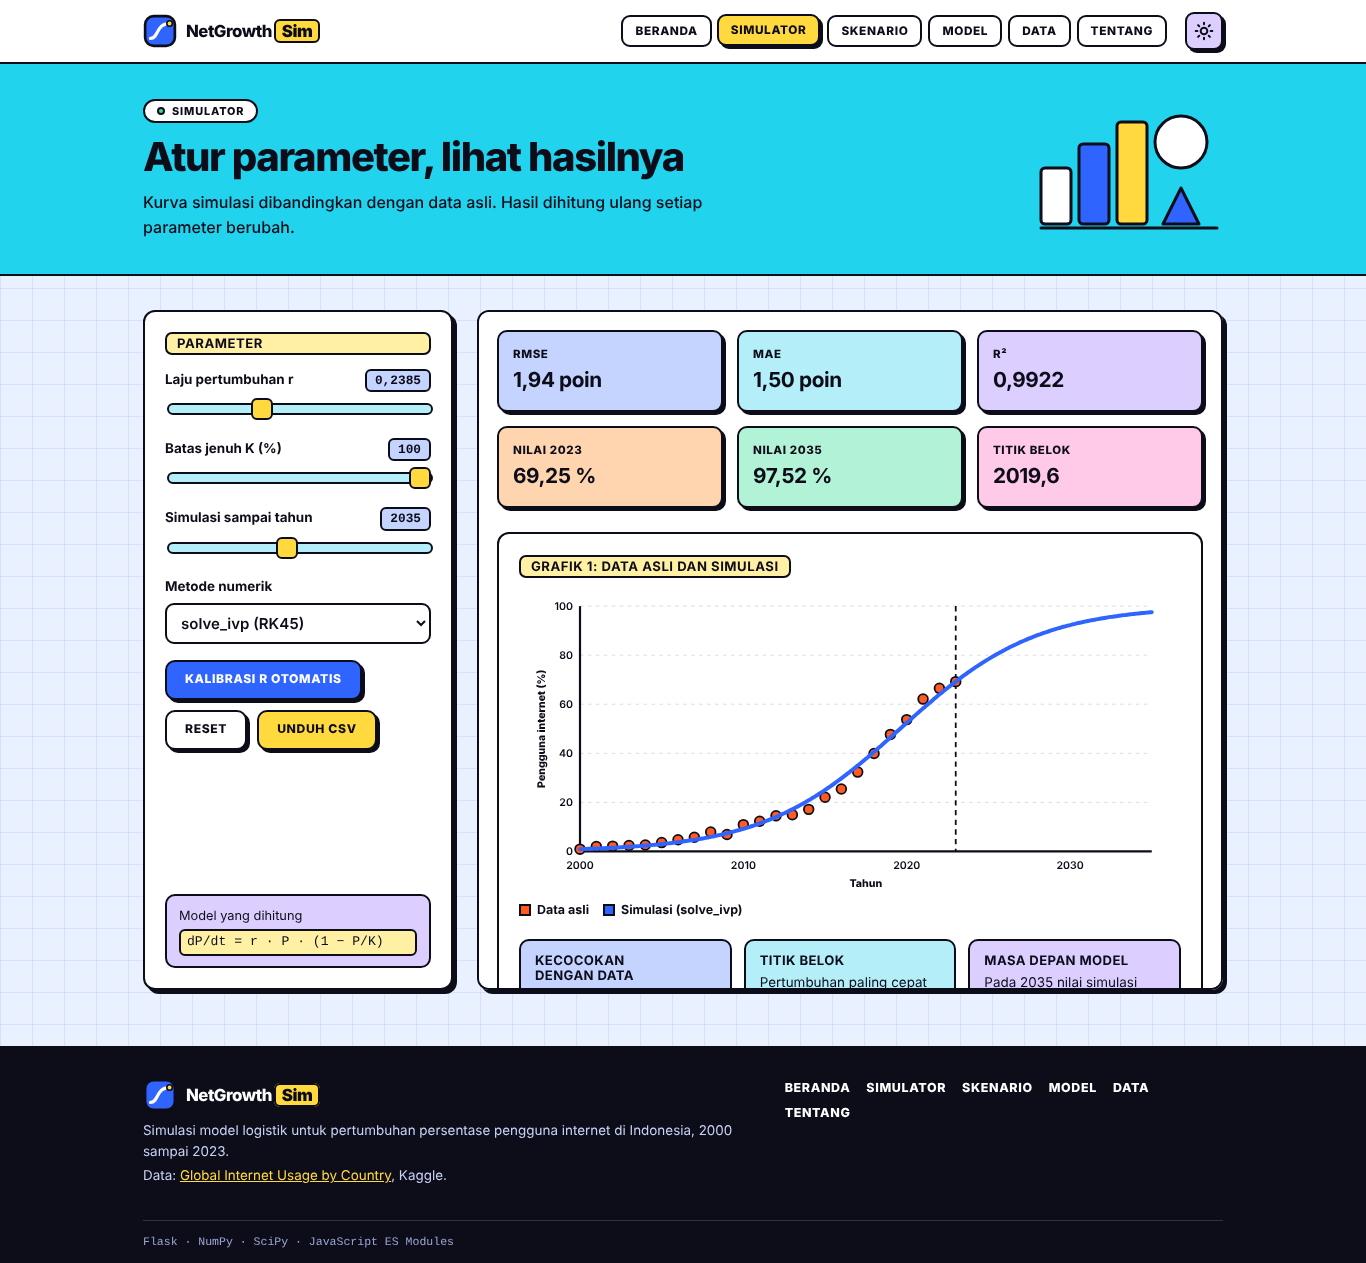 NetGrowth Sim
BERANDA
SIMULATOR
SKENARIO
MODEL
DATA
TENTANG
SIMULATOR
Atur parameter, lihat hasilnya
Kurva simulasi dibandingkan dengan data asli. Hasil dihitung ulang setiap
parameter berubah.
PARAMETER
Laju pertumbuhan r
0,2385
Batas jenuh K (%)
100
Simulasi sampai tahun
2035
Metode numerik
solve_ivp (RK45)
KALIBRASI R OTOMATIS
RESET
UNDUH CSV
Model yang dihitung
dP/dt = r · P · (1 − P/K)
RMSE
1,94 poin
MAE
1,50 poin
R²
0,9922
NILAI 2023
69,25 %
NILAI 2035
97,52 %
TITIK BELOK
2019,6
GRAFIK 1: DATA ASLI DAN SIMULASI
Pengguna internet (%)
100
80
60
40
20
0
2000
2010
2020
2030
Tahun
Data asli
Simulasi (solve_ivp)
KECOCOKAN
DENGAN DATA
TITIK BELOK
Pertumbuhan paling cepat
MASA DEPAN MODEL
Pada 2035 nilai simulasi
NetGrowth Sim
Simulasi model logistik untuk pertumbuhan persentase pengguna internet di Indonesia, 2000
sampai 2023.
Data: Global Internet Usage by Country, Kaggle.
BERANDA
SIMULATOR
SKENARIO
MODEL
DATA
TENTANG
Flask · NumPy · SciPy · JavaScript ES Modules